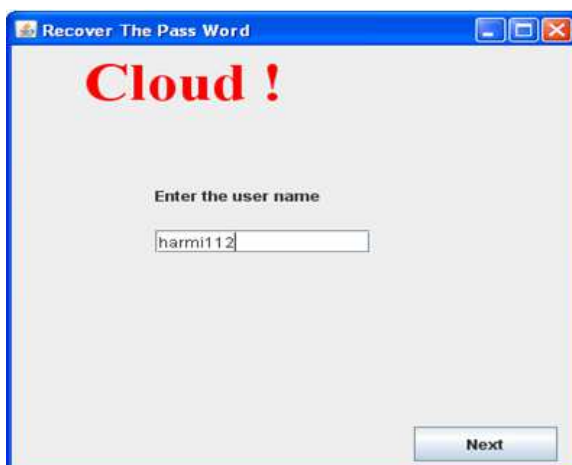 Recover The Pass Word
Cloud !
Enter the user name
harmi112
Next